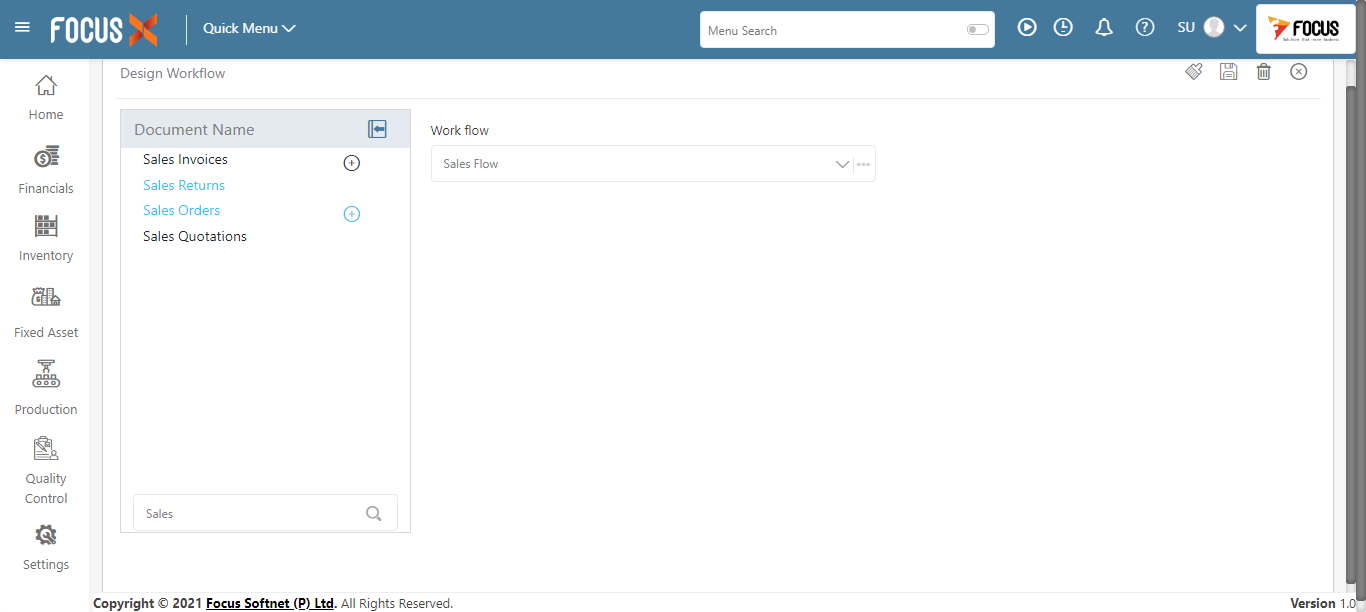 FOCUS X
Quick Menu
Menu Search
SU
FOCUS
Design Workflow
Home
Financials
Inventory
Fixed Asset
Production
Quality
Control
Settings
Document Name
Sales Invoices
Sales Returns
Sales Orders
Sales Quotations
Sales
Work flow
Sales Flow
Copyright © 2021 Focus Softnet (P) Ltd. All Rights Reserved.
Version 1.0